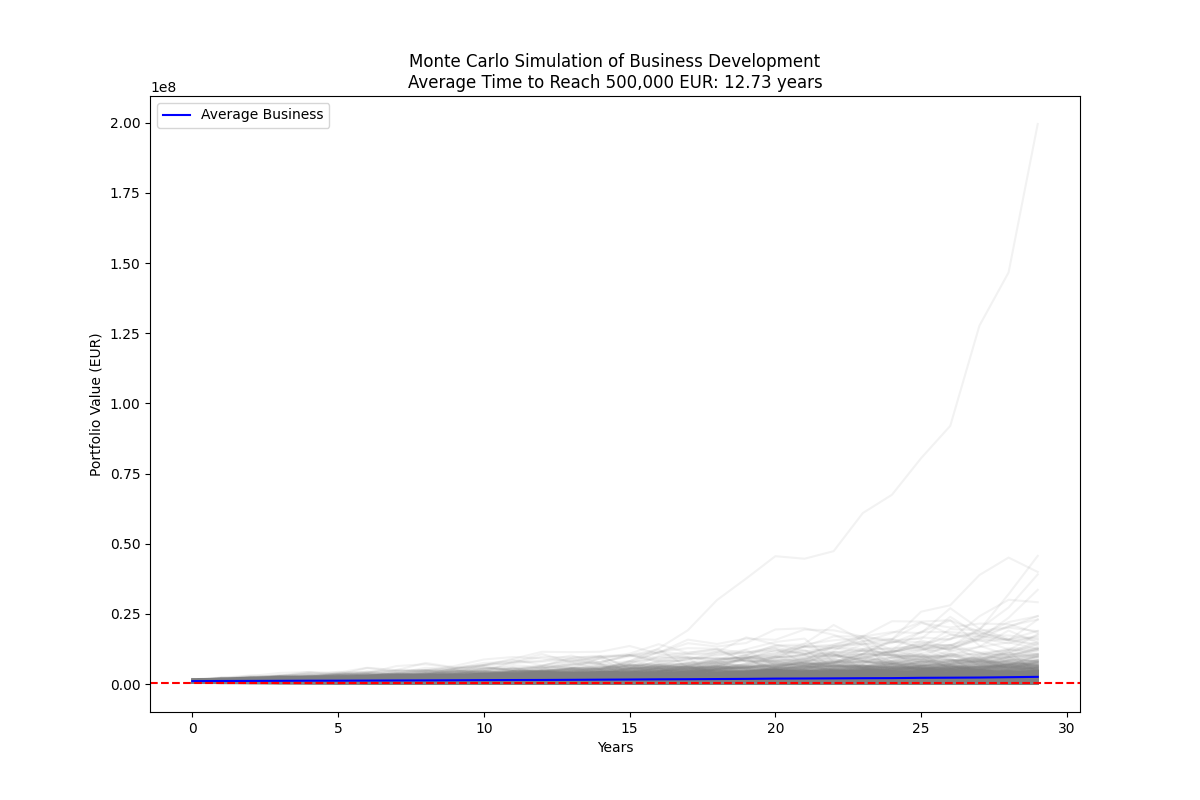 Monte Carlo Simulation of Business Development
Average Time to Reach 500,000 EUR: 12.73 years
1e8
Average Business
2.00
1.75
1.50
1.25
1.00
0.75
0.50
0.25
0.00
Portfolio Value (EUR)
0 5 10 15 20 25 30
Years